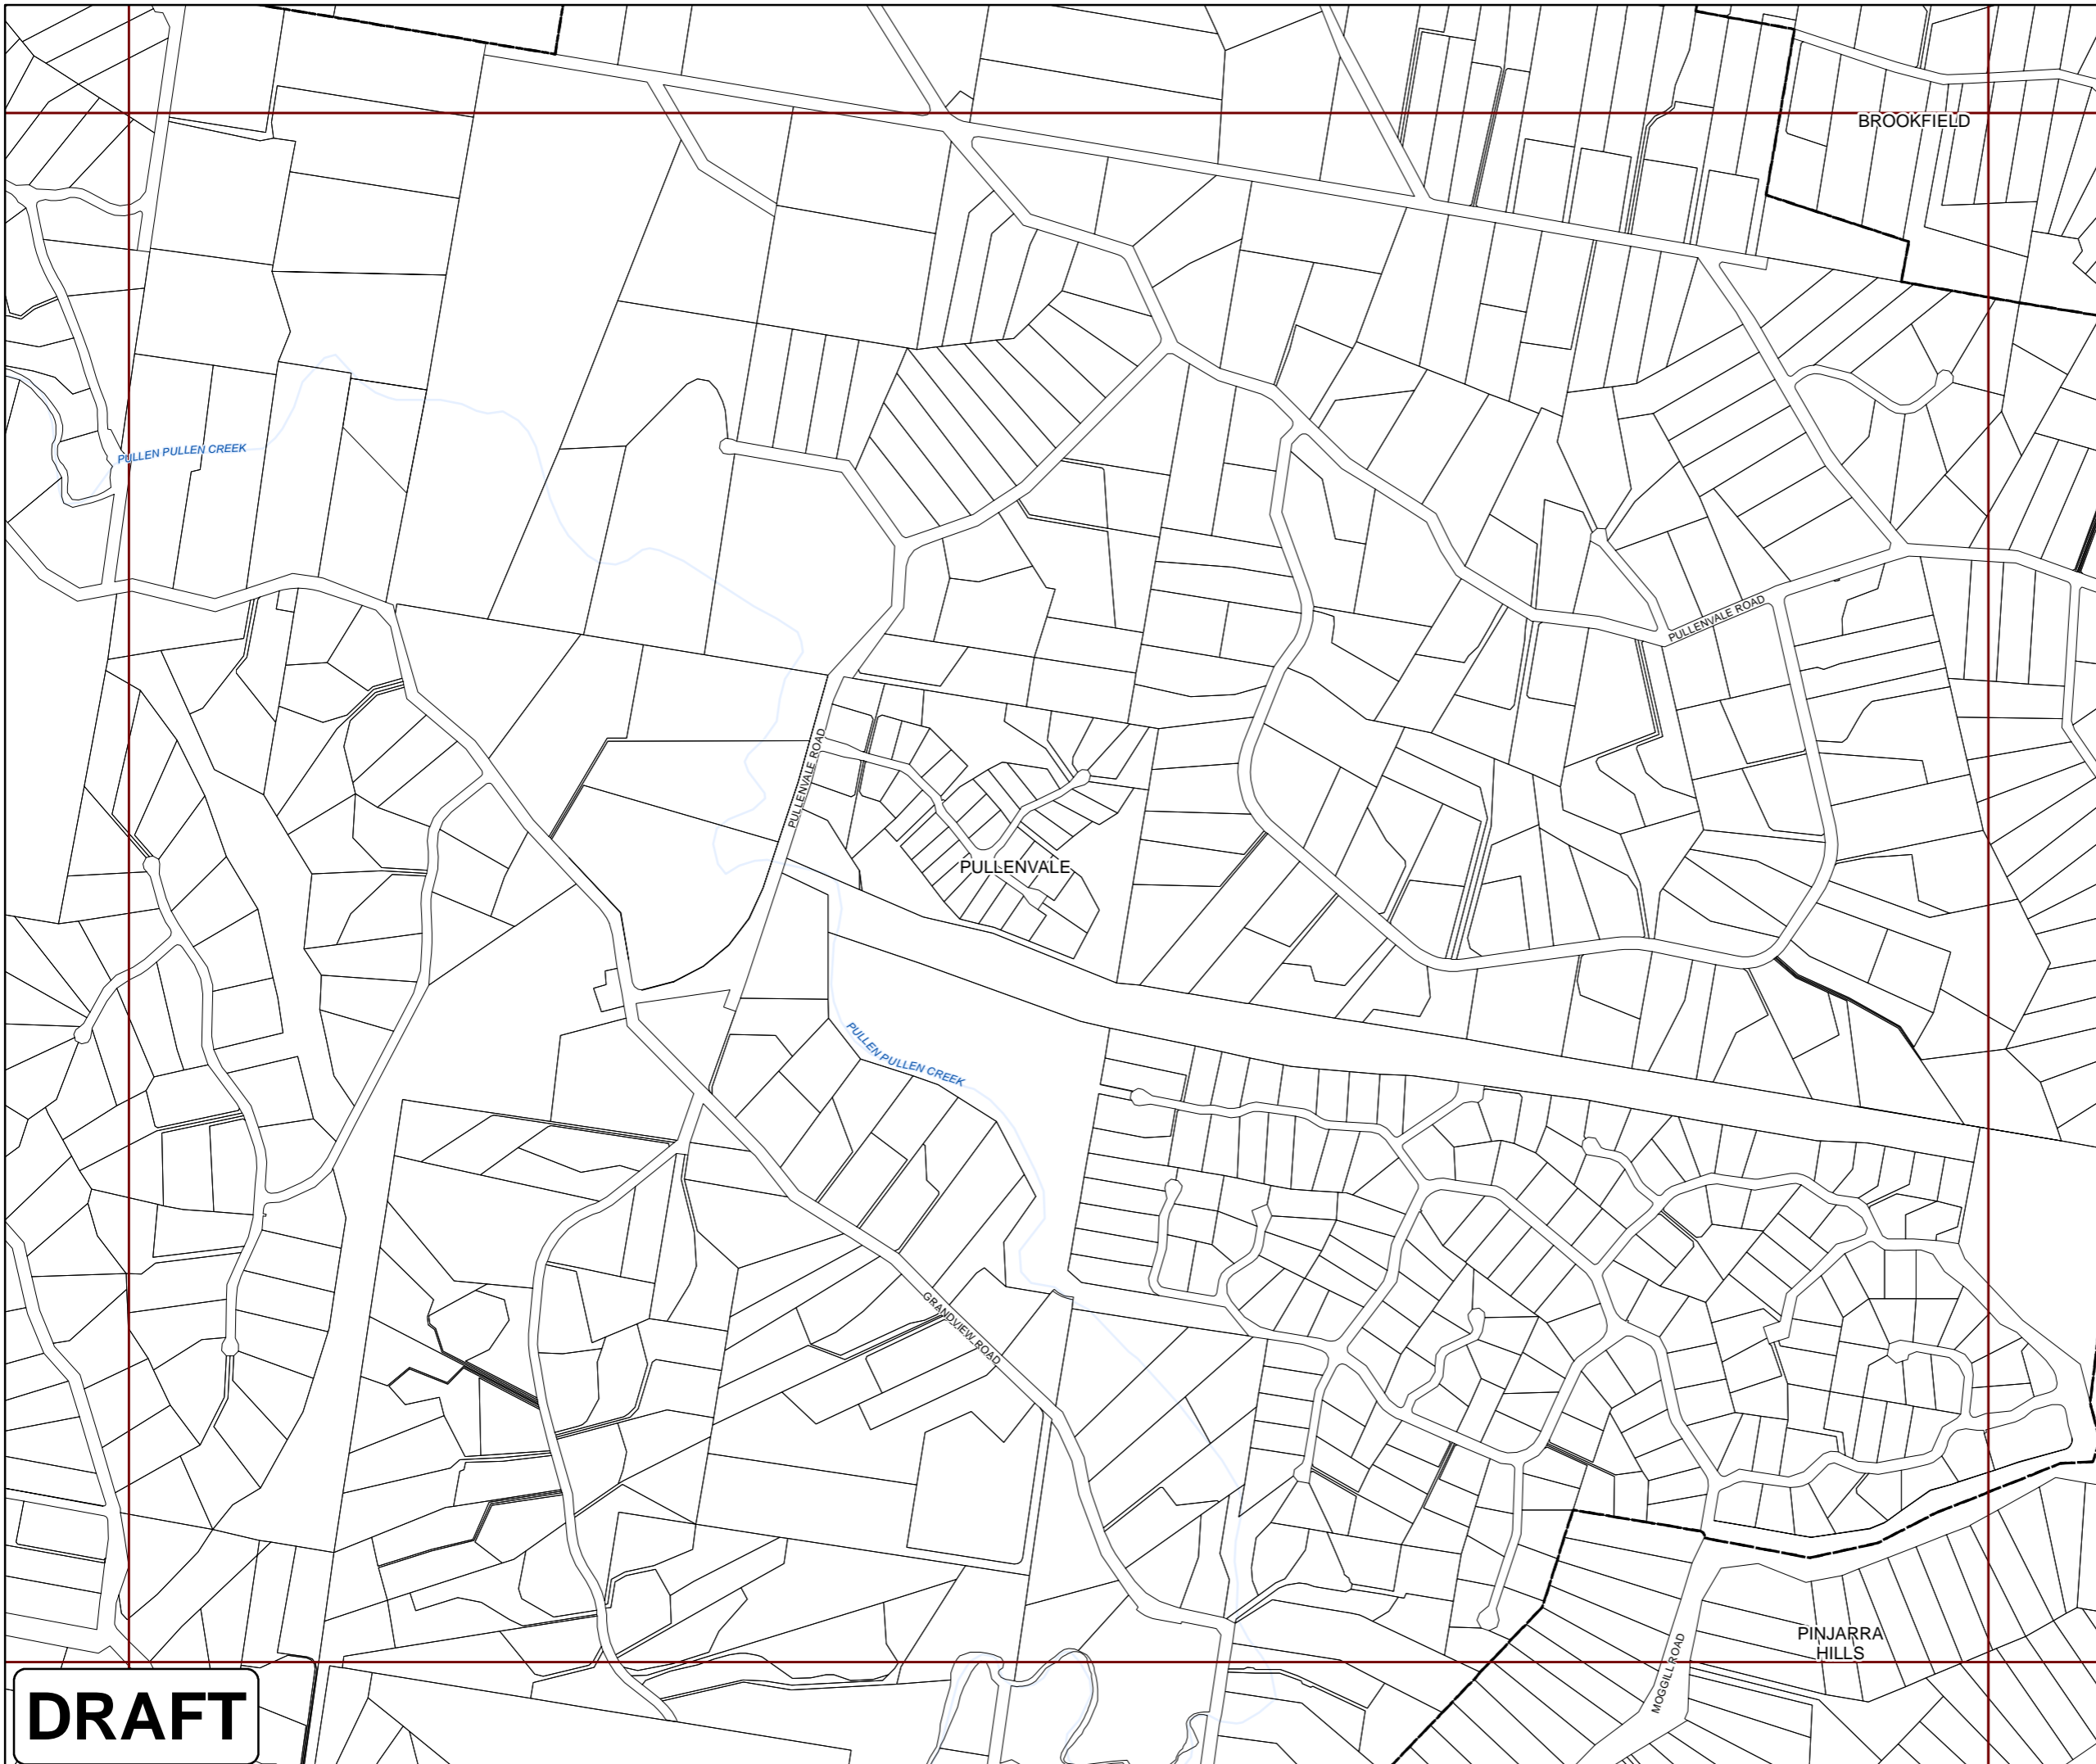 BROOKFIELD
PULLEN PULLEN CREEK
PULLENVALE ROAD
PULLENVALE ROAD
PULLENVALE
PULLEN PULLEN CREEK
GRANDVIEW ROAD
PINJARRA
HILLS
MOGGILL ROAD
DRAFT